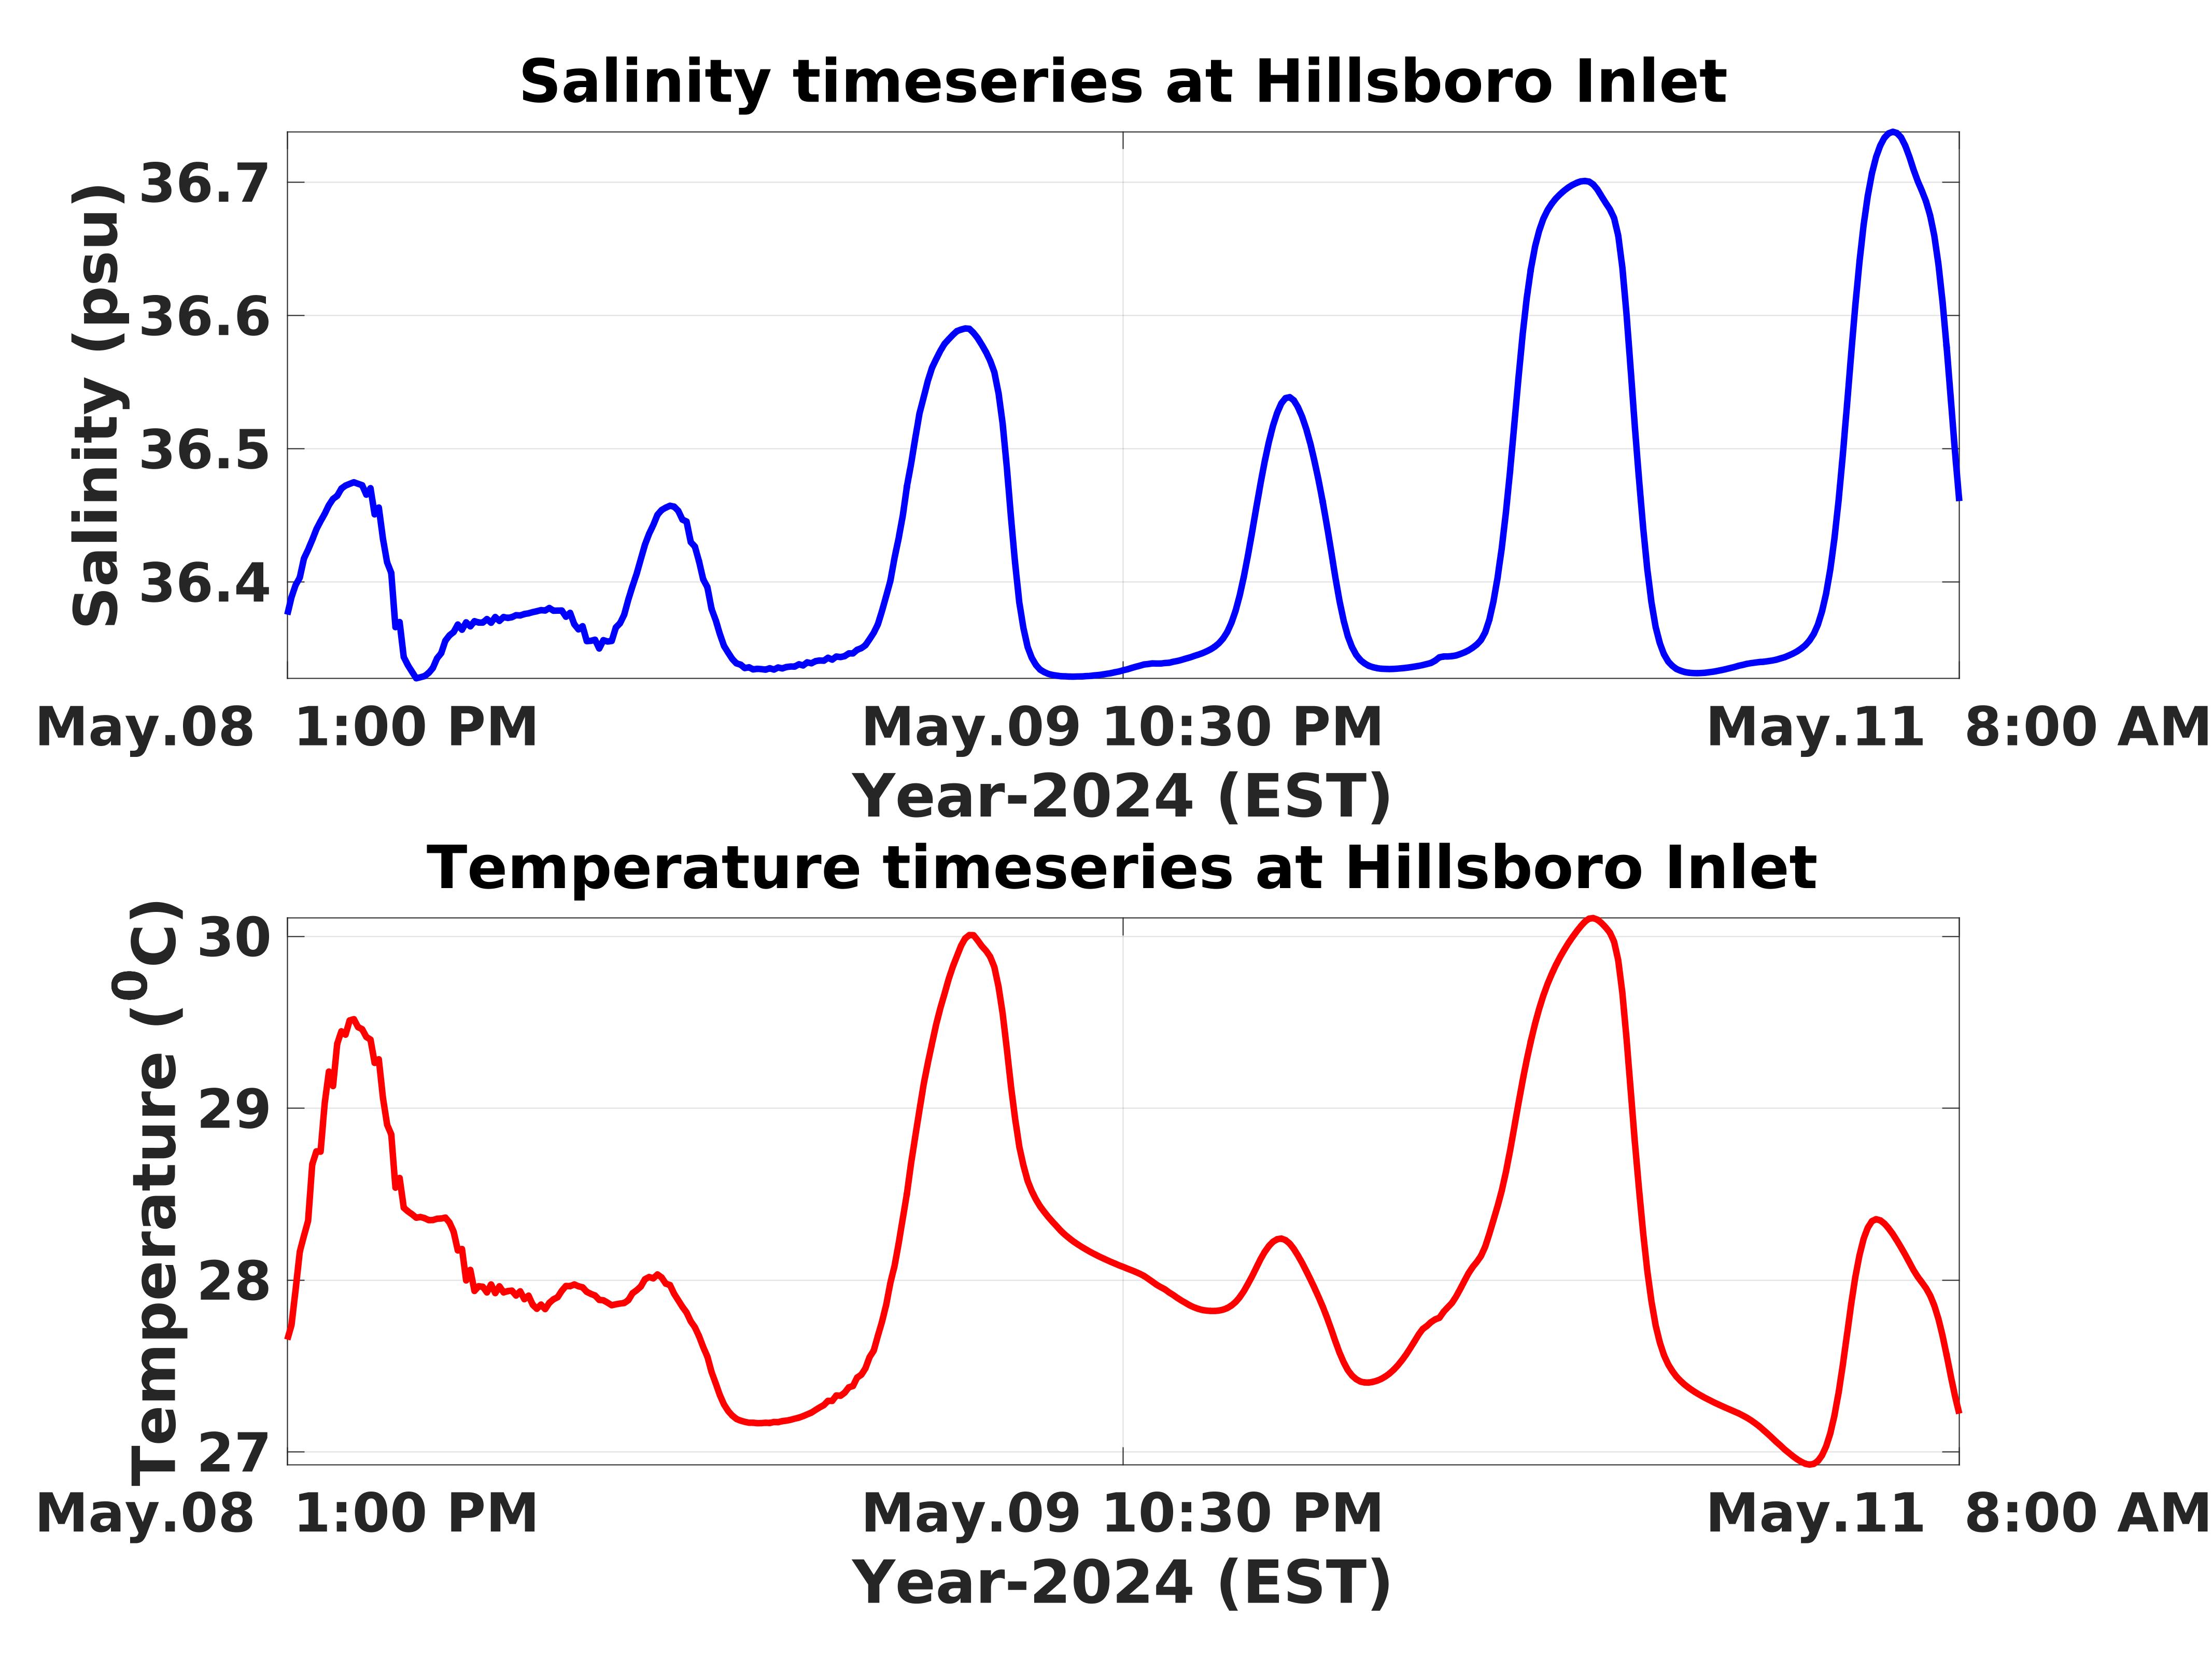 Salinity timeseries at Hillsboro Inlet
Salinity (psu)
36.7
36.6
36.5
36.4
May.08 1:00 PM May.09 10:30 PM May.11 8:00 AM
Year-2024 (EST)
Temperature timeseries at Hillsboro Inlet
Temperature (⁰C)
30
29
28
27
May.08 1:00 PM May.09 10:30 PM May.11 8:00 AM
Year-2024 (EST)